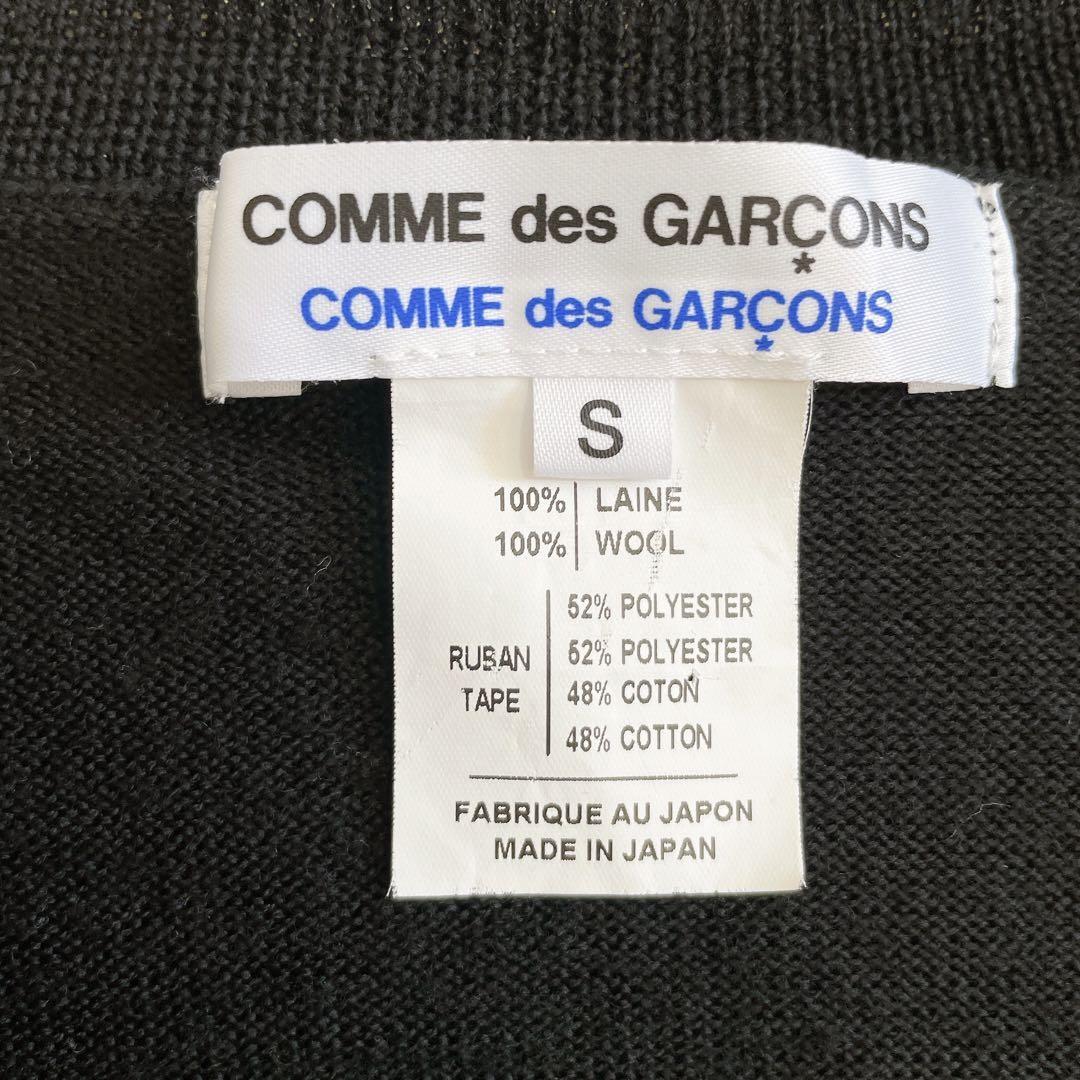 COMME des GARÇONS
*
COMME des GARÇONS
*
S
100% LAINE
100% WOOL
RUBAN
TAPE
52% POLYESTER
52% POLYESTER
48% COTON
48% COTTON
FABRIQUE AU JAPON
MADE IN JAPAN